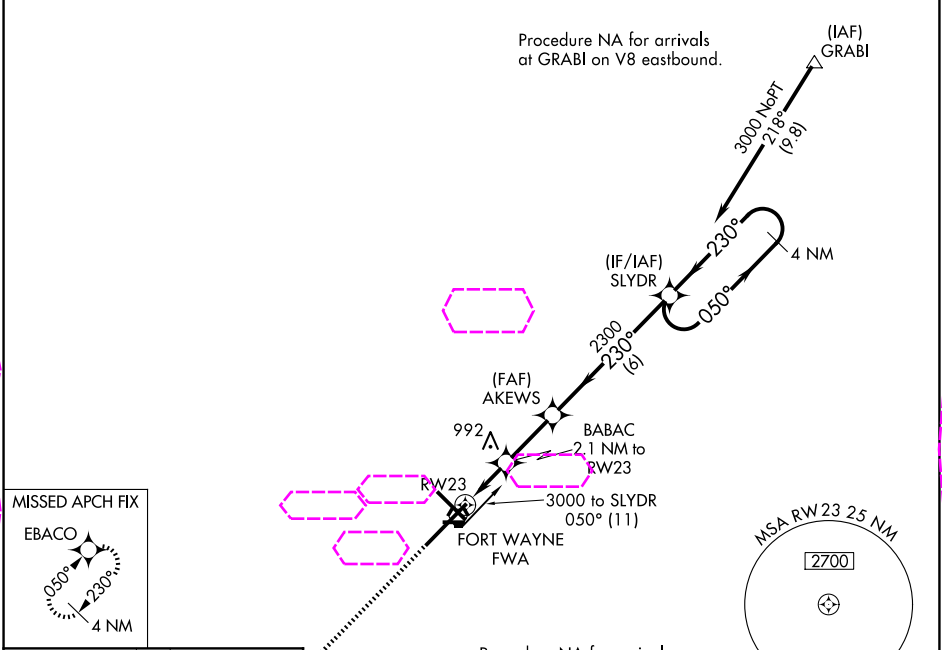 Procedure NA for arrivals
at GRABI on V8 eastbound.
(IAF)
GRABI
3000 NoPT
218°
(9.8)
230°
4 NM
050°
(IF/IAF)
SLYDR
2300
230°
(6)
(FAF)
AKEWS
992
BABAC
2.1 NM to
RW23
RW23
3000 to SLYDR
050° (11)
FORT WAYNE
FWA
MISSED APCH FIX
EBACO
050°
230°
4 NM
MSA RW23 25 NM
2700